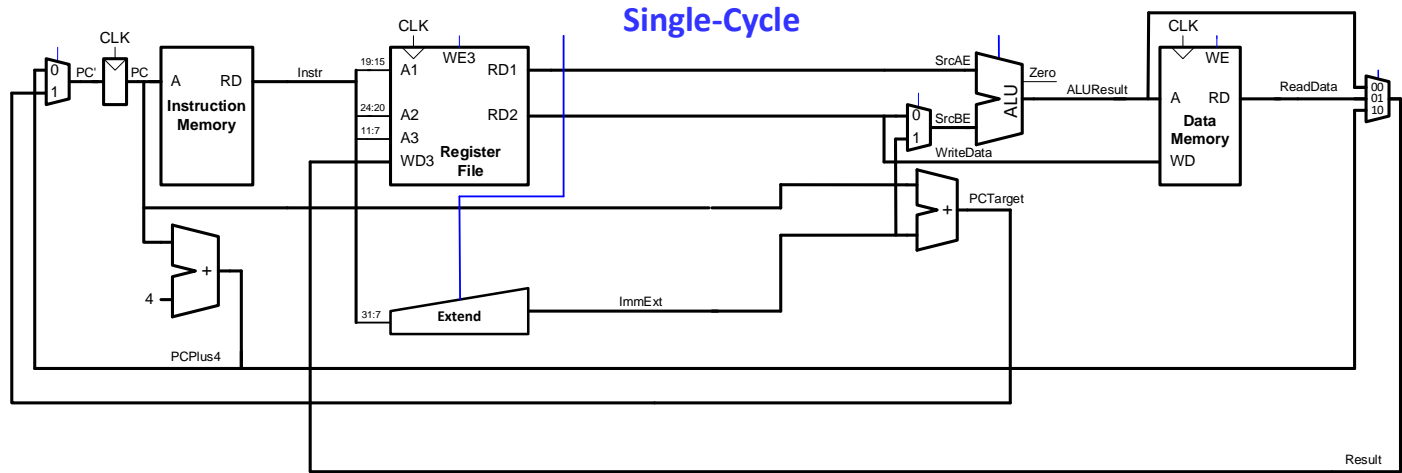 Single-Cycle
CLK
CLK
CLK
PC'
PC
0
1
A
RD
Instruction
Memory
Instr
19:15
A1
WE3
RD1
24:20
A2
RD2
11:7
A3
WD3
Register
File
SrcAE
0
1
SrcBE
WriteData
ALU
Zero
ALUResult
WE
A
RD
Data
Memory
WD
ReadData
00
01
10
+
PCTarget
+
4
31:7
Extend
ImmExt
PCPlus4
Result